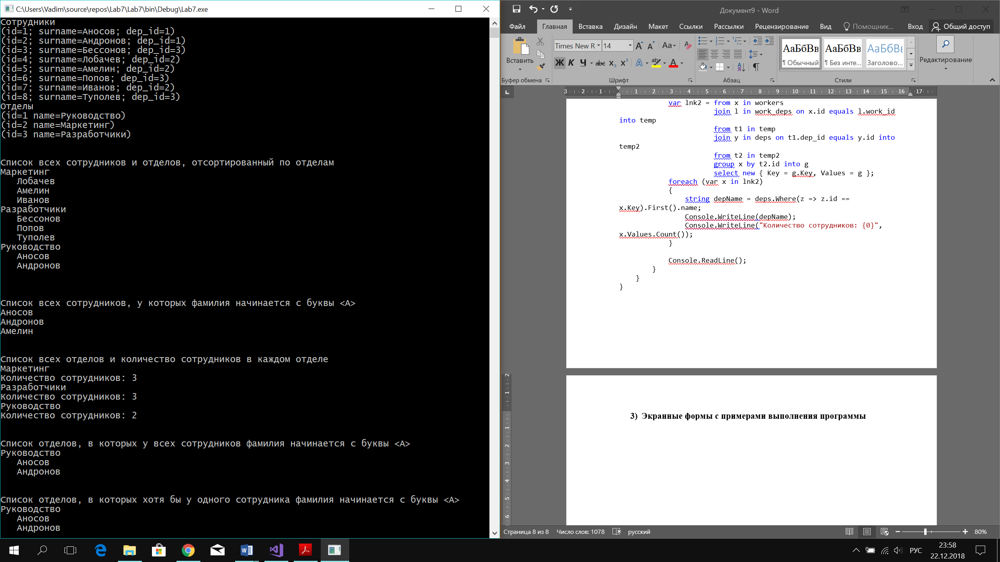 C:\Users\Vadim\source\repos\Lab7\Lab7\bin\Debug\Lab7.exe
Сотрудники
(id=1; surname=Аносов; dep_id=1)
(id=2; surname=Андронов; dep_id=1)
(id=3; surname=Бессонов; dep_id=3)
(id=4; surname=Лобачев; dep_id=2)
(id=5; surname=Амелин; dep_id=2)
(id=6; surname=Попов; dep_id=3)
(id=7; surname=Иванов; dep_id=2)
(id=8; surname=Туполев; dep_id=3)
Отделы
(id=1 name=Руководство)
(id=2 name=Маркетинг)
(id=3 name=Разработчики)
Список всех сотрудников и отделов, отсортированный по отделам
Маркетинг
Лобачев
Амелин
Иванов
Разработчики
Бессонов
Попов
Туполев
Руководство
Аносов
Андронов
Список всех сотрудников, у которых фамилия начинается с буквы <А>
Аносов
Андронов
Амелин
Список всех отделов и количество сотрудников в каждом отделе
Маркетинг
Количество сотрудников: 3
Разработчики
Количество сотрудников: 3
Руководство
Количество сотрудников: 2
Список отделов, в которых у всех сотрудников фамилия начинается с буквы <А>
Руководство
Аносов
Андронов
Список отделов, в которых хотя бы у одного сотрудника фамилия начинается с буквы <А>
Руководство
Аносов
Андронов
Документ9 - Word
Файл Главная Вставка Дизайн Макет Ссылки Рассылки Рецензирование Вид Помощник... Вход Общий доступ
Вставить
Буфер обмена
Times New R 14
Ж К Ч abc x₂ x²
Шрифт
Абзац
АаБбВв АаБбВв АаБбВв
¶ Обычный ¶ Без инте... Заголово...
Стили
Редактирование
3 2 1 1 2 3 4 5 6 7 8 9 10 11 12 13 14 15 16 17
var lnk2 = from x in workers
join l in work_deps on x.id equals l.work_id
into temp
from t1 in temp
join y in deps on t1.dep_id equals y.id into
temp2
from t2 in temp2
group x by t2.id into g
select new { Key = g.Key, Values = g };
foreach (var x in lnk2)
{
string depName = deps.Where(z => z.id ==
x.Key).First().name;
Console.WriteLine(depName);
Console.WriteLine("Количество сотрудников: {0}",
x.Values.Count());
}
Console.ReadLine();
}
}
}
2 1 1 2 3 4 5 6
3) Экранные формы с примерами выполнения программы
Страница 8 из 8 Число слов: 1078 русский 80%
РУС
23:58
22.12.2018